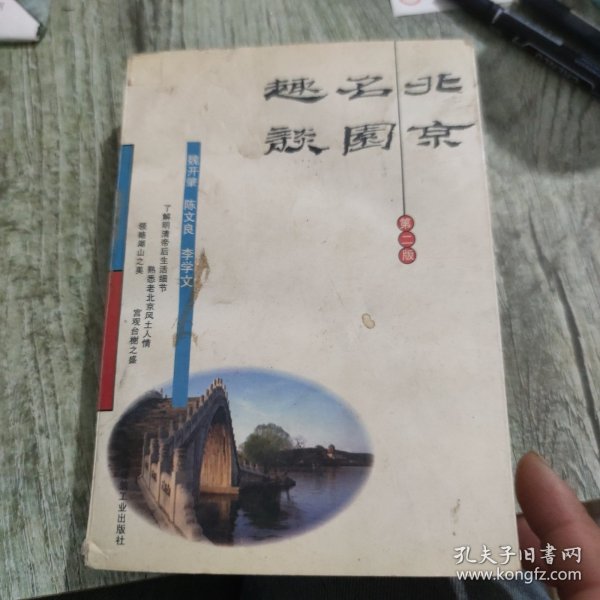 北京
名園
趣談
第二版
魏开肇 陈文良 李学文
了解明清帝后生活细节
熟悉老北京风土人情
领略湖山之美
宫观台榭之盛
工业出版社
孔夫子旧书网
www.kongfz.com